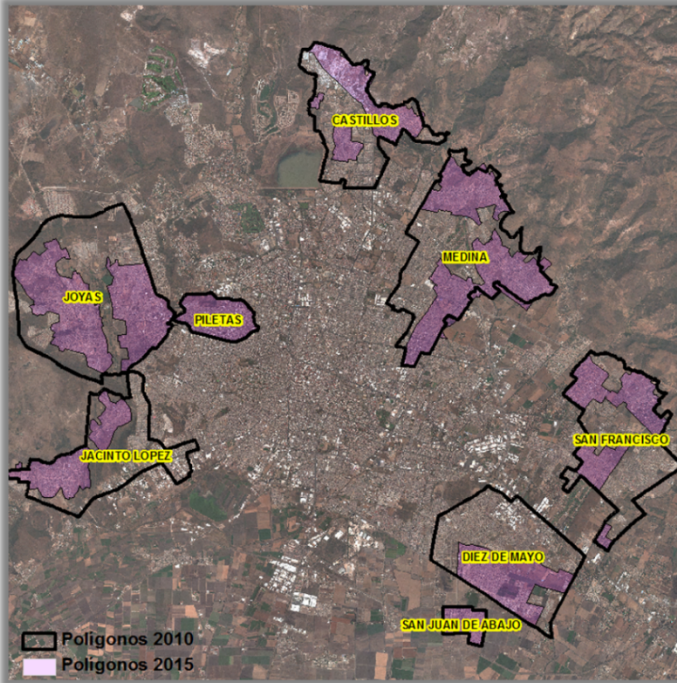 CASTILLOS
MEDINA
JOYAS
PILETAS
SAN FRANCISCO
JACINTO LOPEZ
DIEZ DE MAYO
SAN JUAN DE ABAJO
Poligonos 2010
Poligonos 2015